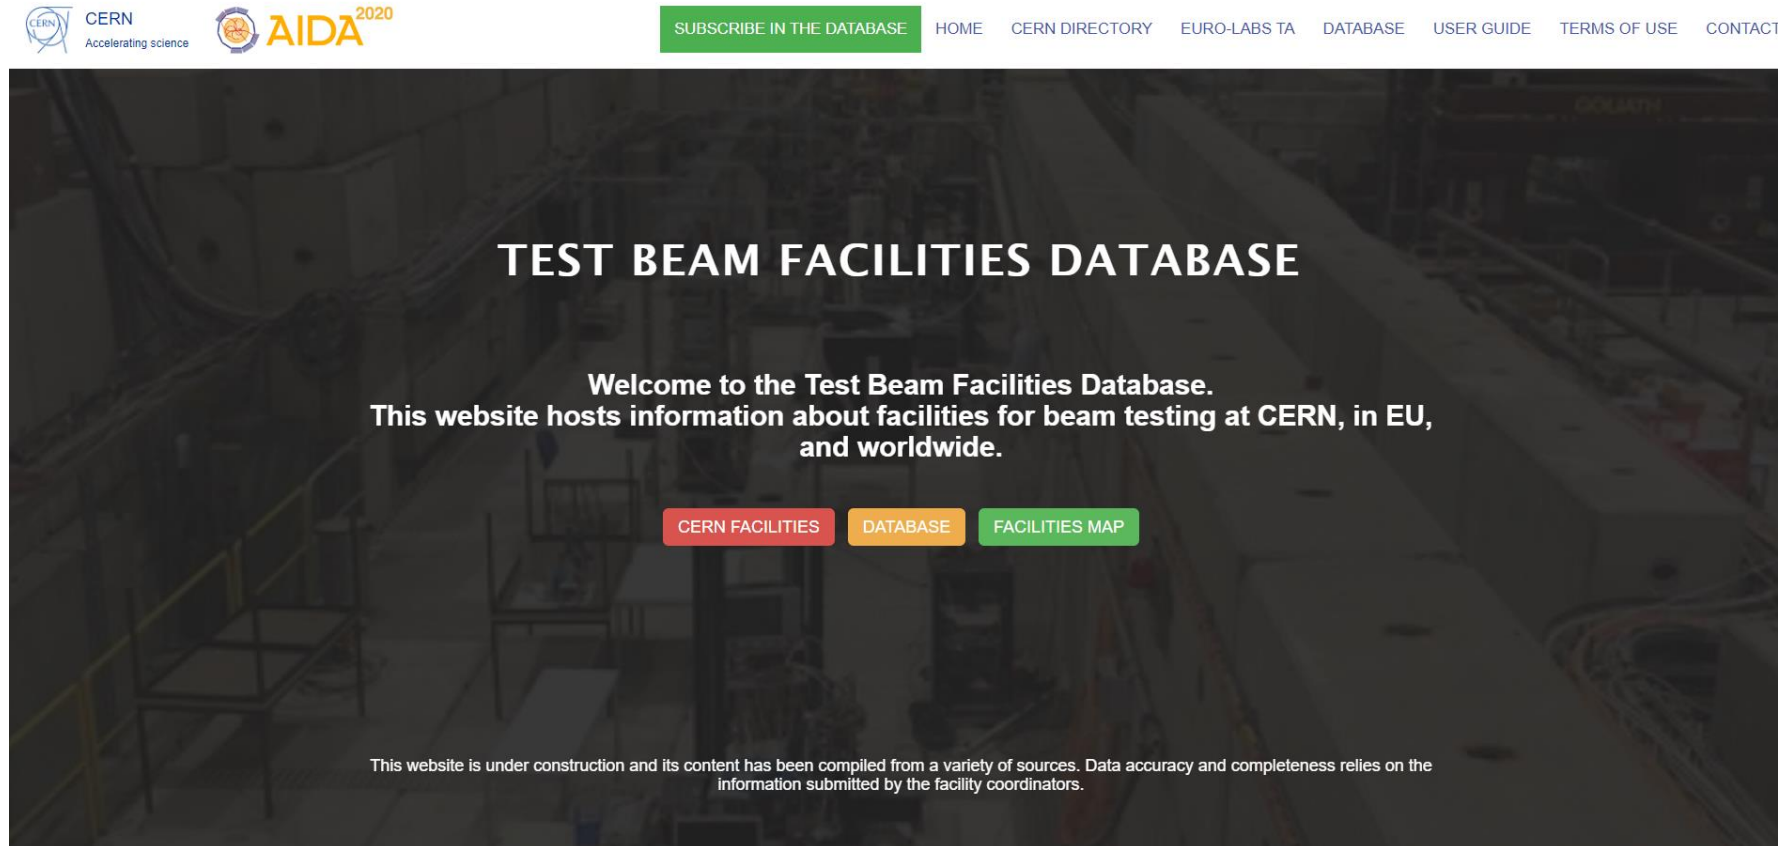 CERN
CERN
Accelerating science
AIDA2020
SUBSCRIBE IN THE DATABASE
HOME
CERN DIRECTORY
EURO-LABS TA
DATABASE
USER GUIDE
TERMS OF USE
CONTACT
GOLIATH
TEST BEAM FACILITIES DATABASE
Welcome to the Test Beam Facilities Database.
This website hosts information about facilities for beam testing at CERN, in EU,
and worldwide.
CERN FACILITIES
DATABASE
FACILITIES MAP
This website is under construction and its content has been compiled from a variety of sources. Data accuracy and completeness relies on the
information submitted by the facility coordinators.